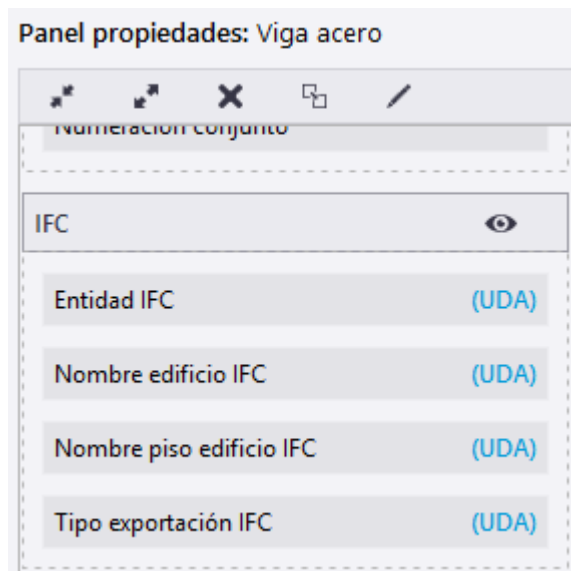 Panel propiedades: Viga acero
Numeración conjunto
IFC
Entidad IFC (UDA)
Nombre edificio IFC (UDA)
Nombre piso edificio IFC (UDA)
Tipo exportación IFC (UDA)